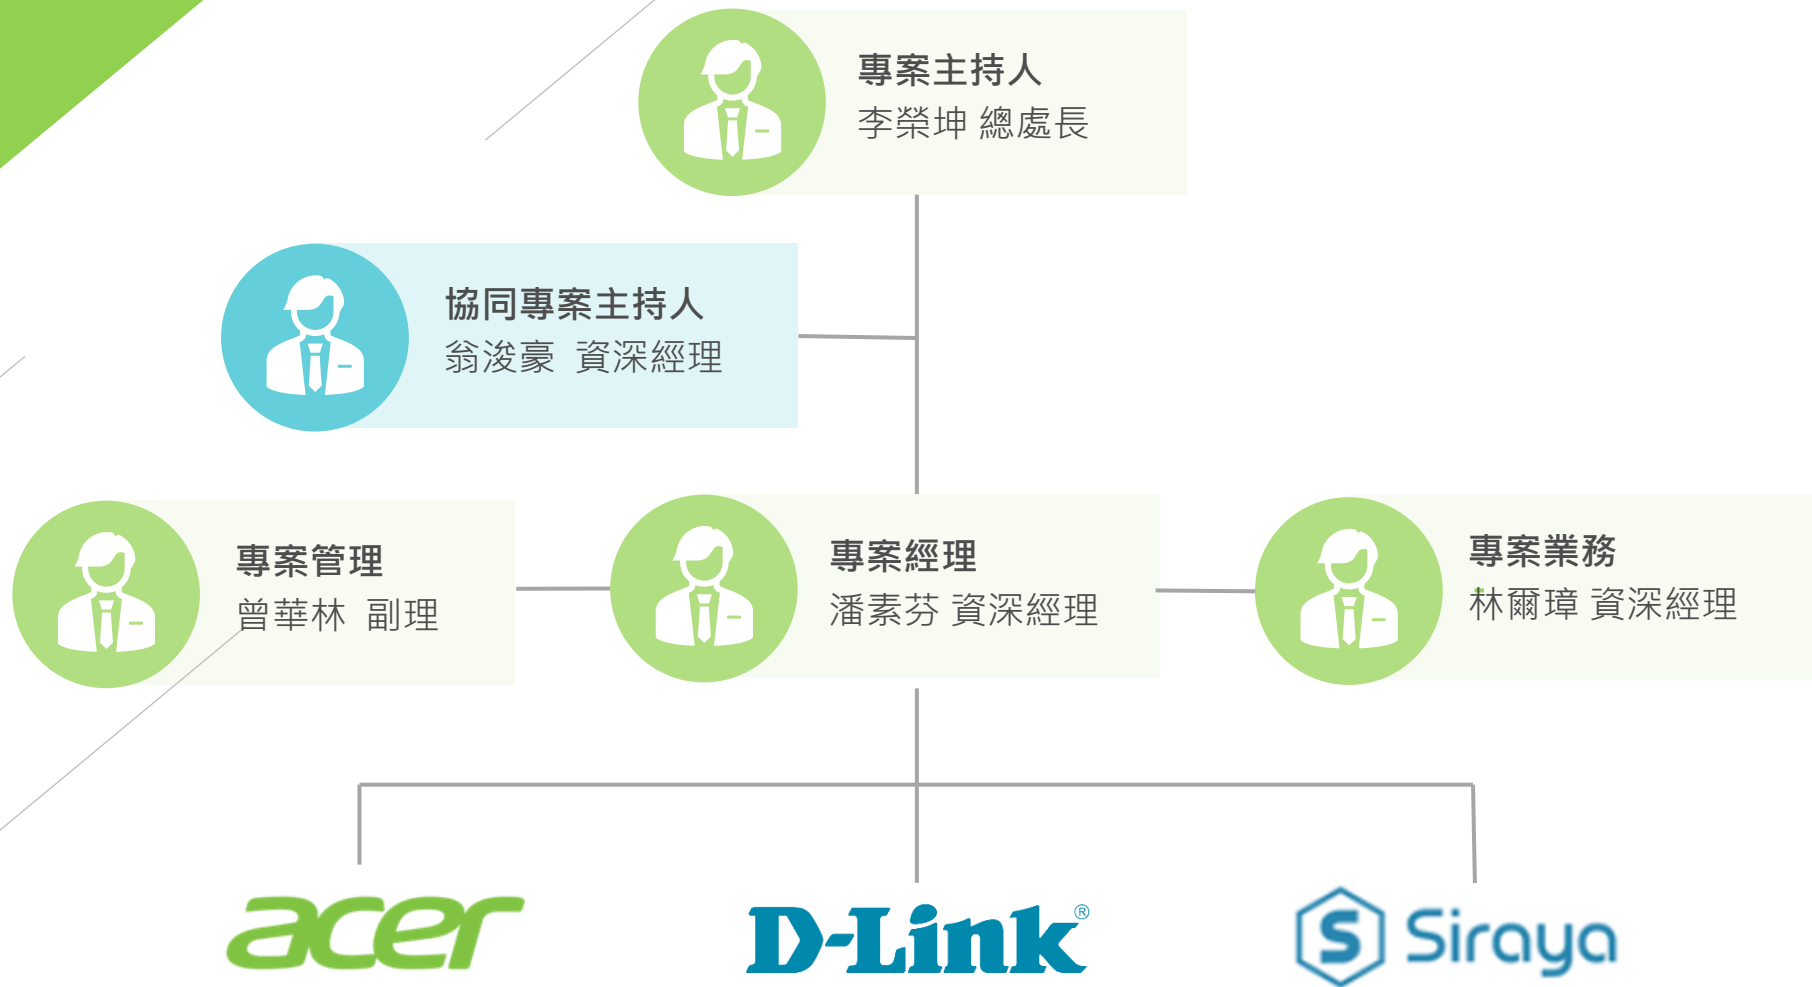 專案主持人
李榮坤 總處長
協同專案主持人
翁浚豪 資深經理
專案管理
曾華林 副理
專案經理
潘素芬 資深經理
專案業務
林爾璋 資深經理
acer
D-Link®
S Siraya